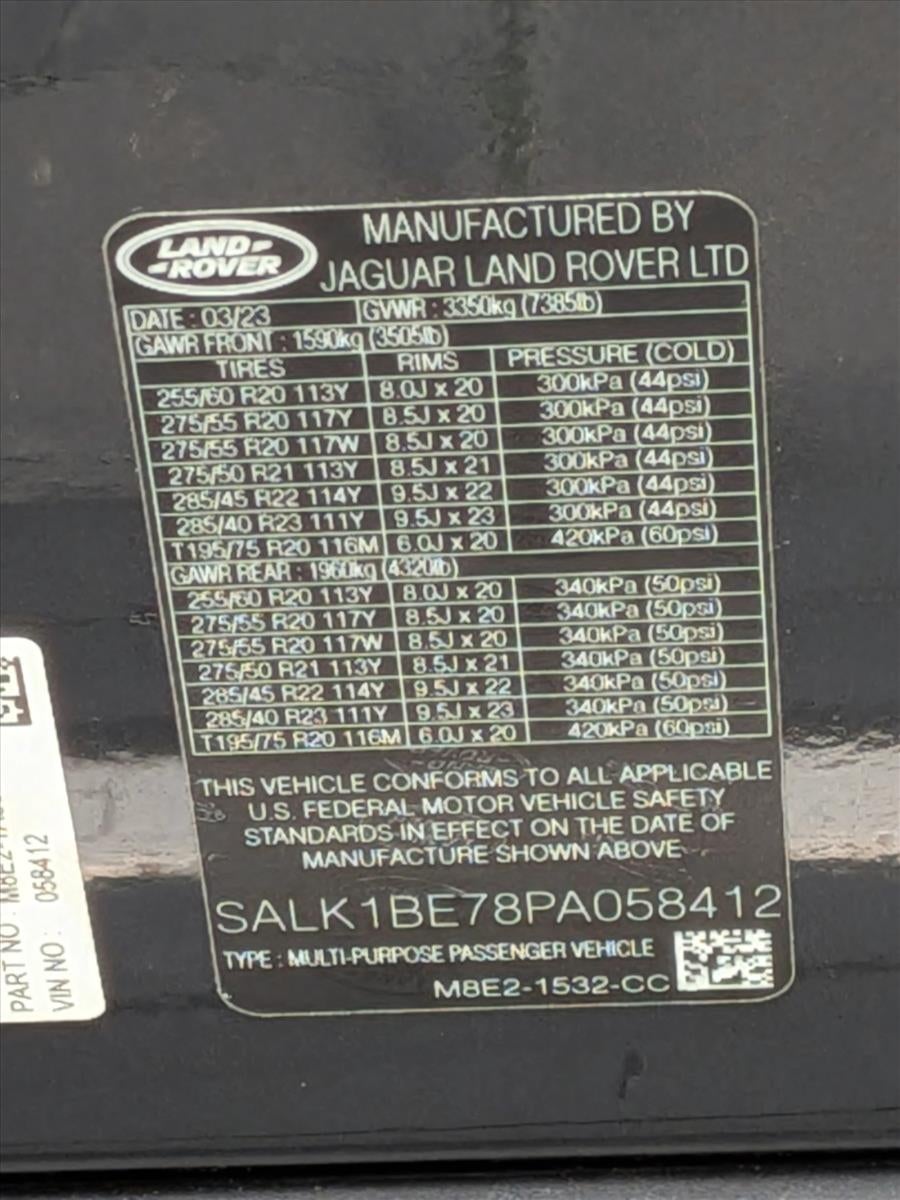 LAND-
-ROVER
MANUFACTURED BY
JAGUAR LAND ROVER LTD
DATE : 03/23 GVWR : 3350kg (7385lb)
GAWR FRONT : 1590kg (3505lb)
TIRES RIMS PRESSURE (COLD)
255/60 R20 113Y 8.0J x 20 300kPa (44psi)
275/55 R20 117Y 8.5J x 20 300kPa (44psi)
275/55 R20 117W 8.5J x 20 300kPa (44psi)
275/50 R21 113Y 8.5J x 21 300kPa (44psi)
285/45 R22 114Y 9.5J x 22 300kPa (44psi)
285/40 R23 111Y 9.5J x 23 300kPa (44psi)
T195/75 R20 116M 6.0J x 20 420kPa (60psi)
GAWR REAR : 1960kg (4320lb)
255/60 R20 113Y 8.0J x 20 340kPa (50psi)
275/55 R20 117Y 8.5J x 20 340kPa (50psi)
275/55 R20 117W 8.5J x 20 340kPa (50psi)
275/50 R21 113Y 8.5J x 21 340kPa (50psi)
285/45 R22 114Y 9.5J x 22 340kPa (50psi)
285/40 R23 111Y 9.5J x 23 340kPa (50psi)
T195/75 R20 116M 6.0J x 20 420kPa (60psi)
THIS VEHICLE CONFORMS TO ALL APPLICABLE
U.S. FEDERAL MOTOR VEHICLE SAFETY
STANDARDS IN EFFECT ON THE DATE OF
MANUFACTURE SHOWN ABOVE
SALK1BE78PA058412
TYPE : MULTI-PURPOSE PASSENGER VEHICLE
M8E2-1532-CC
PART NO :
VIN NO : 058412